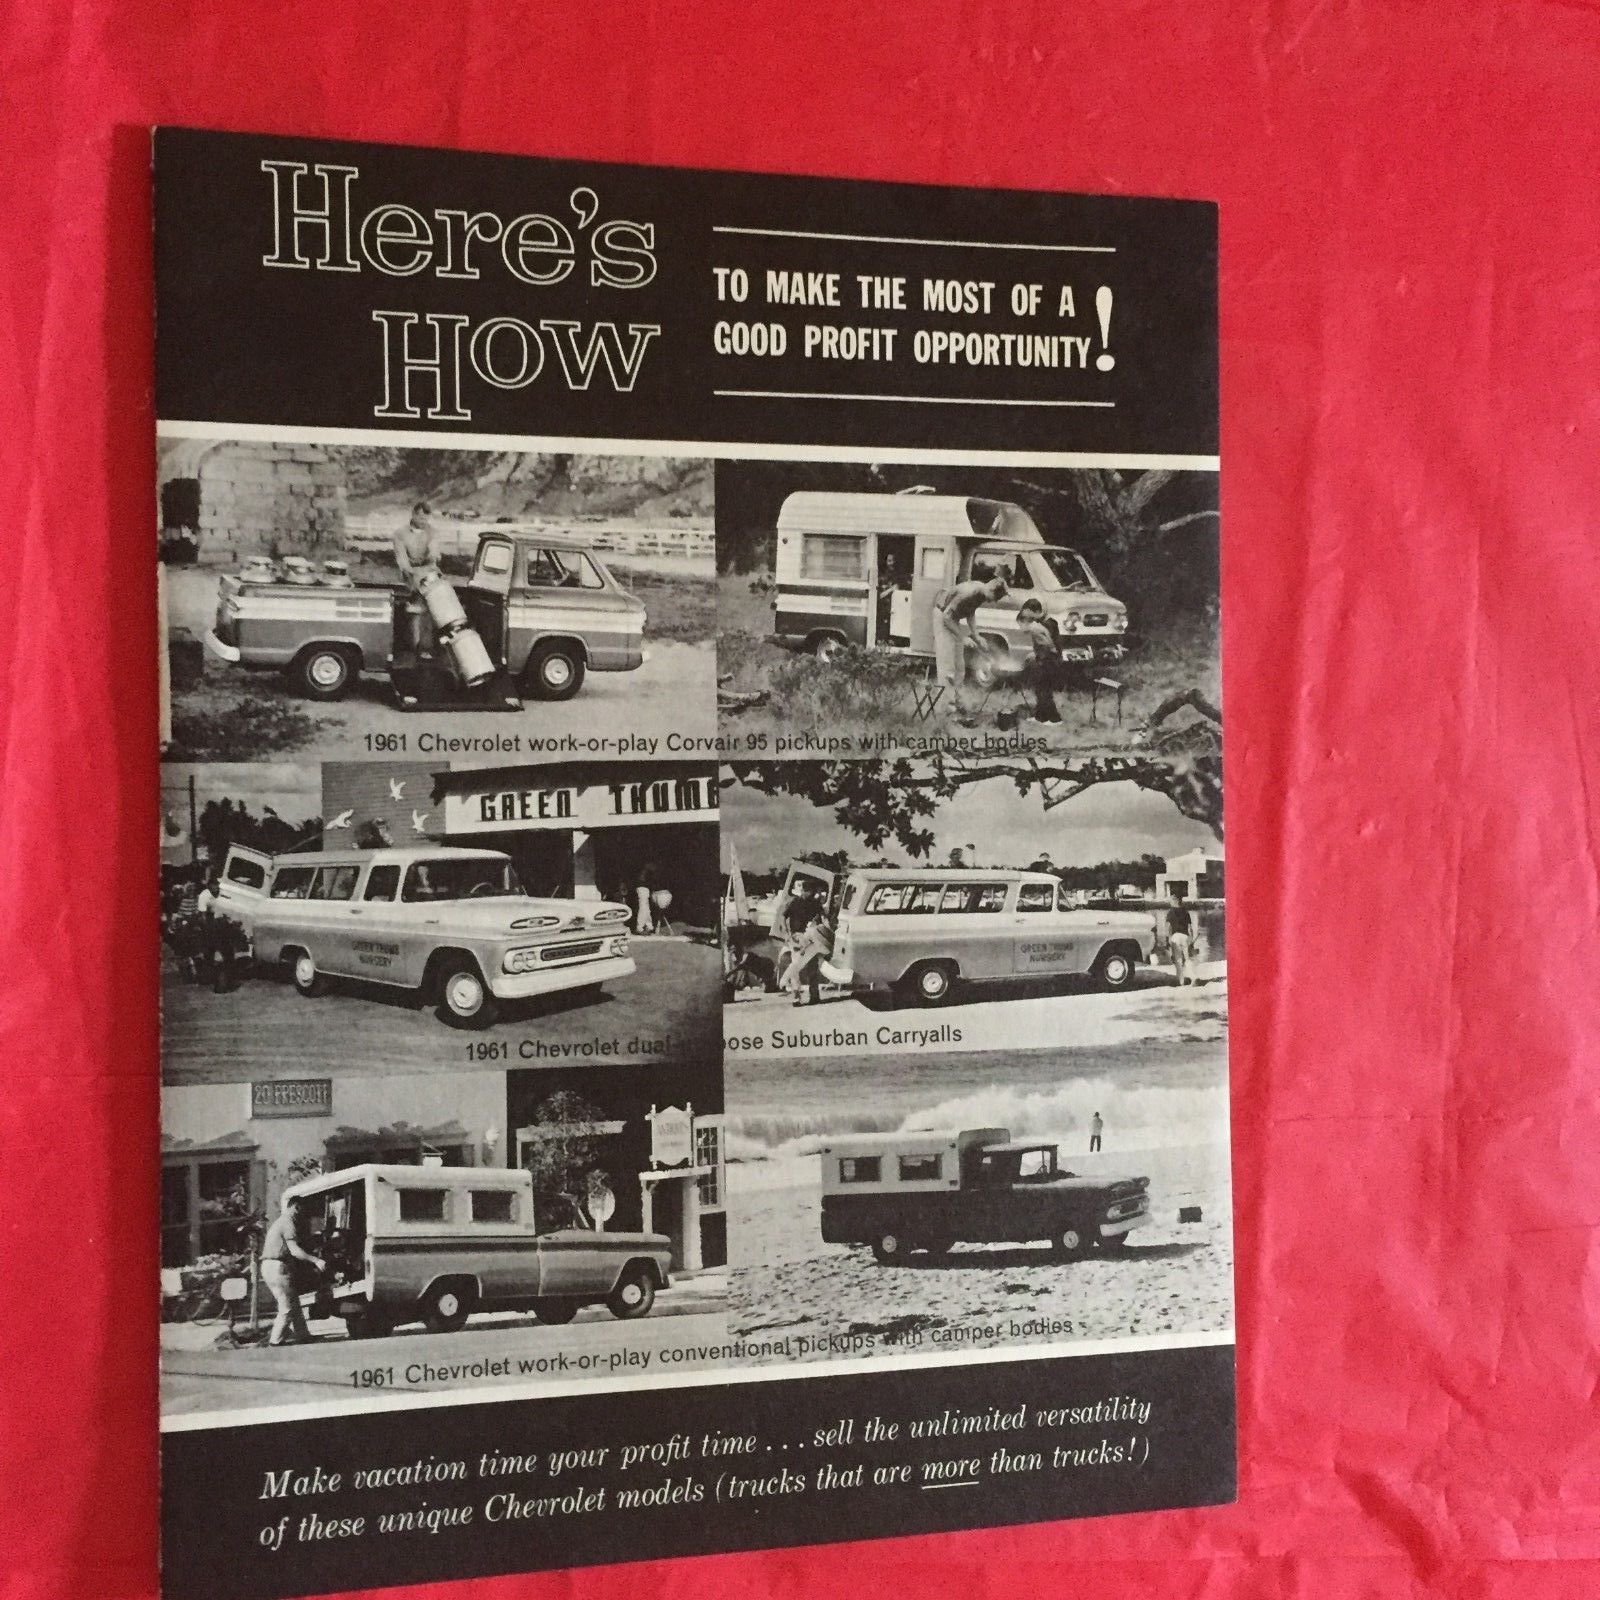 Here's
How
TO MAKE THE MOST OF A
GOOD PROFIT OPPORTUNITY!
1961 Chevrolet work-or-play Corvair 95 pickups with camper bodies
GREEN THUMB
GREEN THUMB
NURSERY
GREEN THUMB
NURSERY
1961 Chevrolet dual-purpose Suburban Carryalls
20 PRESCOTT
1961 Chevrolet work-or-play conventional pickups with camper bodies
Make vacation time your profit time . . . sell the unlimited versatility
of these unique Chevrolet models (trucks that are more than trucks!)